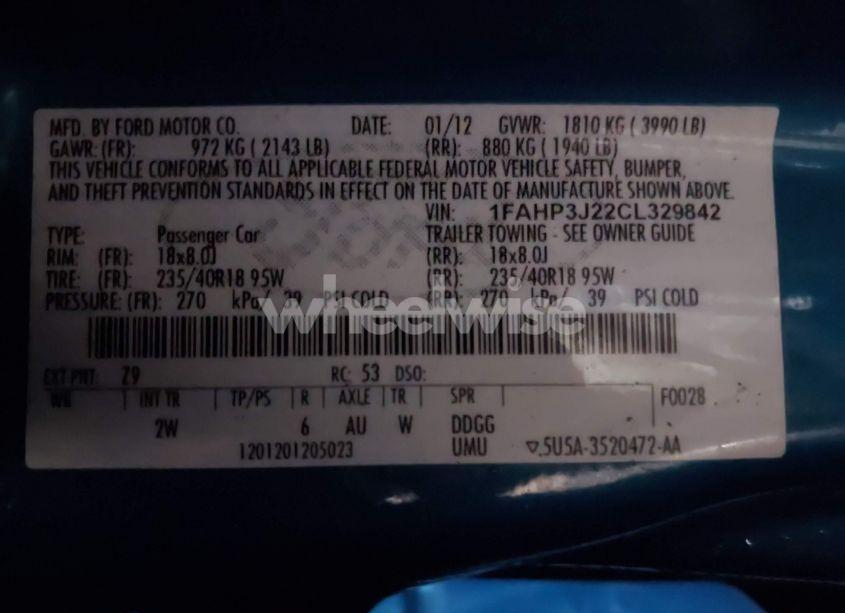 MFD. BY FORD MOTOR CO. DATE: 01/12 GVWR: 1810 KG ( 3990 LB)
GAWR: (FR): 972 KG ( 2143 LB) (RR): 880 KG ( 1940 LB)
THIS VEHICLE CONFORMS TO ALL APPLICABLE FEDERAL MOTOR VEHICLE SAFETY, BUMPER,
AND THEFT PREVENTION STANDARDS IN EFFECT ON THE DATE OF MANUFACTURE SHOWN ABOVE.
VIN: 1FAHP3J22CL329842
TYPE: Passenger Car TRAILER TOWING - SEE OWNER GUIDE
RIM: (FR): 18x8.0J (RR): 18x8.0J
TIRE: (FR): 235/40R18 95W (RR): 235/40R18 95W
PRESSURE: (FR): 270 kPa/ 39 PSI COLD (RR): 270 kPa/ 39 PSI COLD
wheelwise
EXT PNT: Z9 RC: 53 DSO:
WB INT TR TP/PS R AXLE TR SPR F0028
2W 6 AU W DDGG
1201201205023 UMU ▽5U5A-3520472-AA